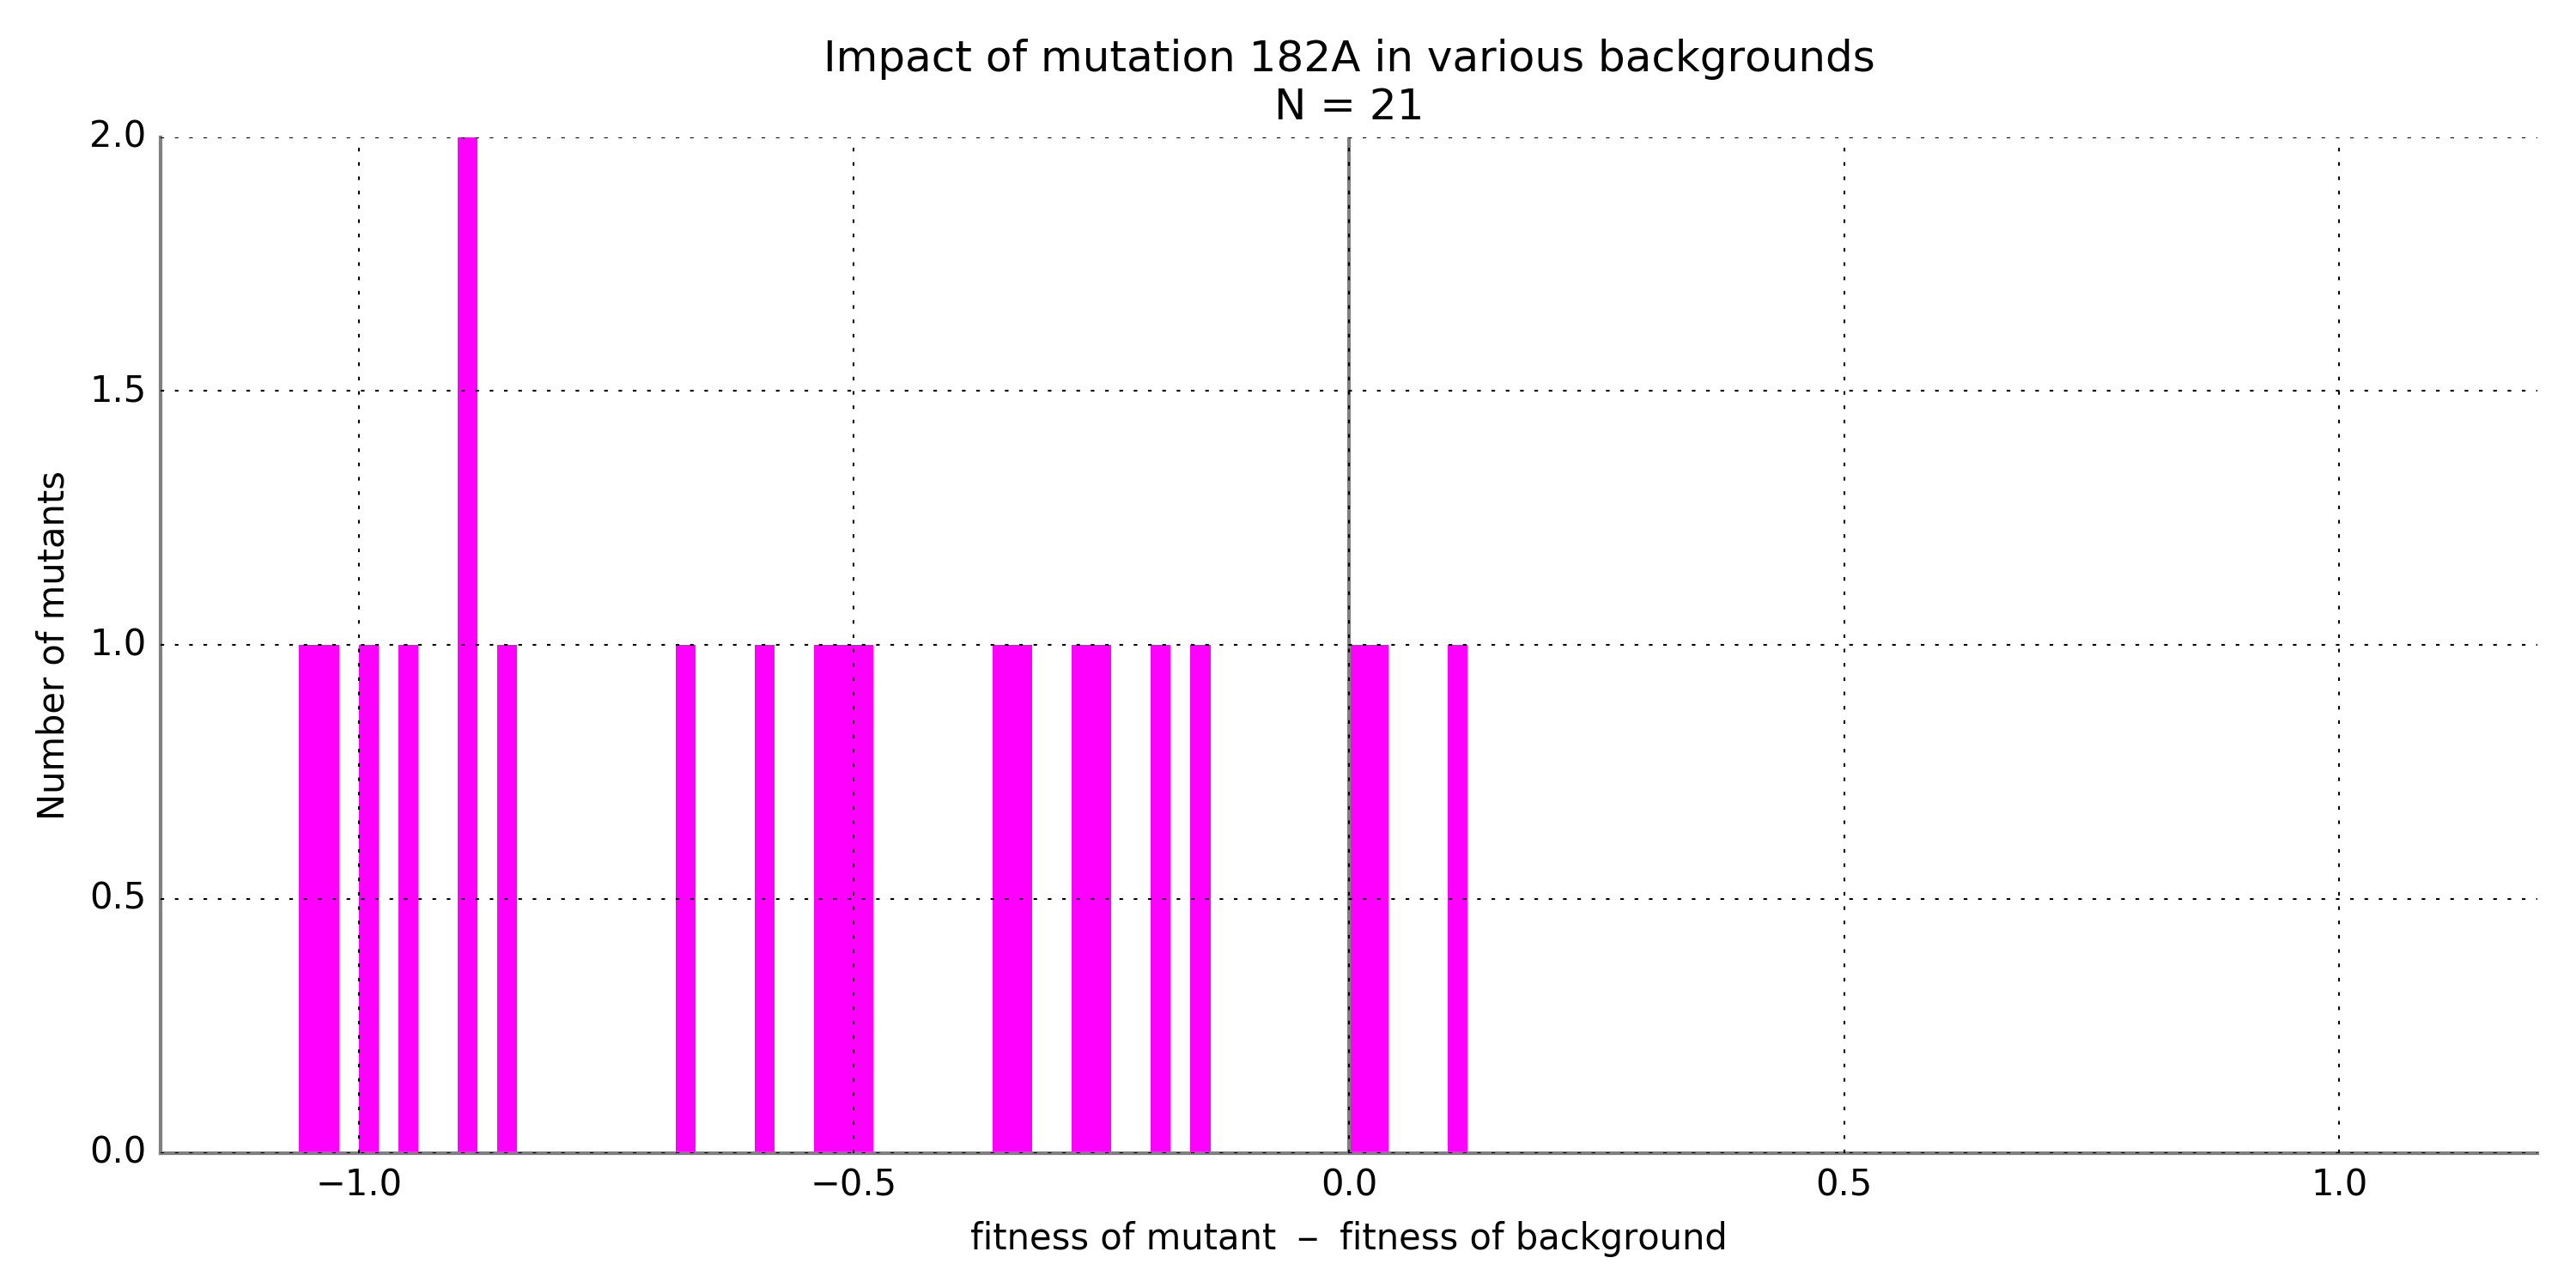 Impact of mutation 182A in various backgrounds
N = 21
2.0
1.5
1.0
0.5
0.0
Number of mutants
−1.0 −0.5 0.0 0.5 1.0
fitness of mutant – fitness of background